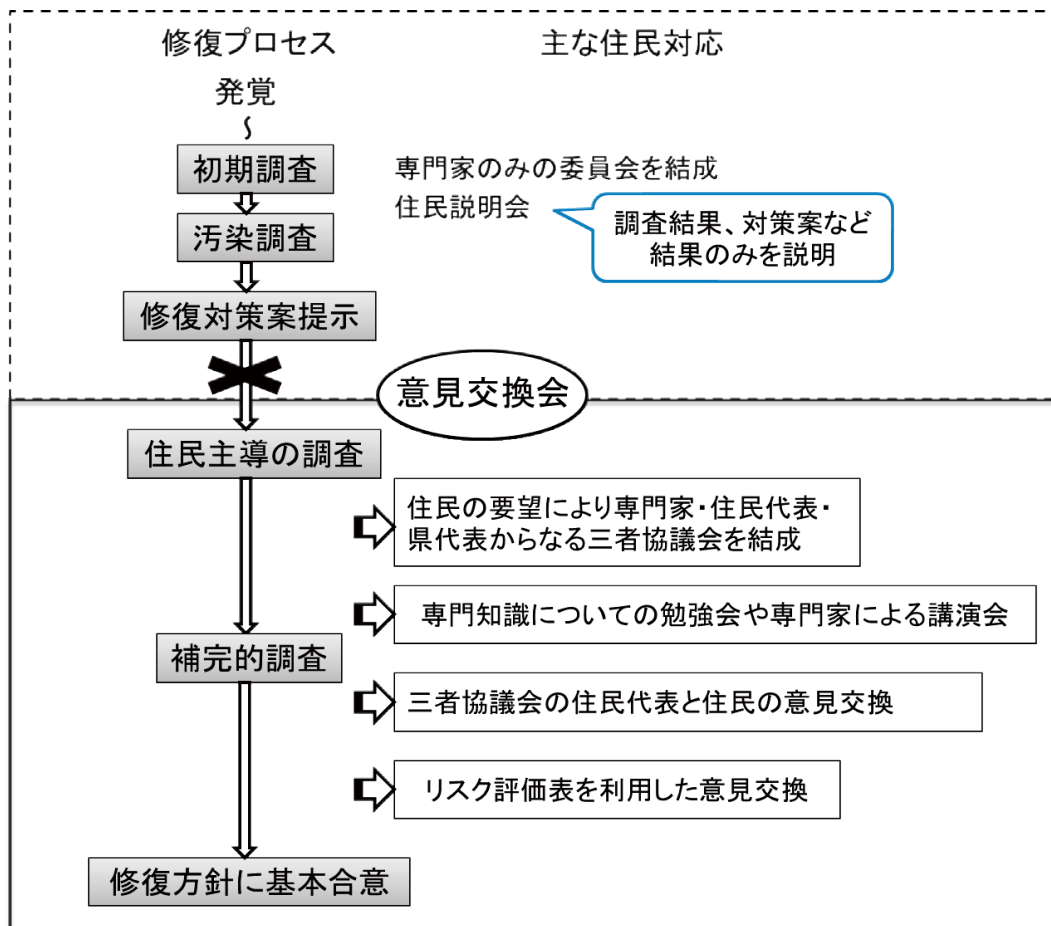 修復プロセス
主な住民対応
発覚
初期調査
専門家のみの委員会を結成
住民説明会
調査結果、対策案など
結果のみを説明
汚染調査
修復対策案提示
意見交換会
住民主導の調査
住民の要望により専門家・住民代表・
県代表からなる三者協議会を結成
専門知識についての勉強会や専門家による講演会
補完的調査
三者協議会の住民代表と住民の意見交換
リスク評価表を利用した意見交換
修復方針に基本合意